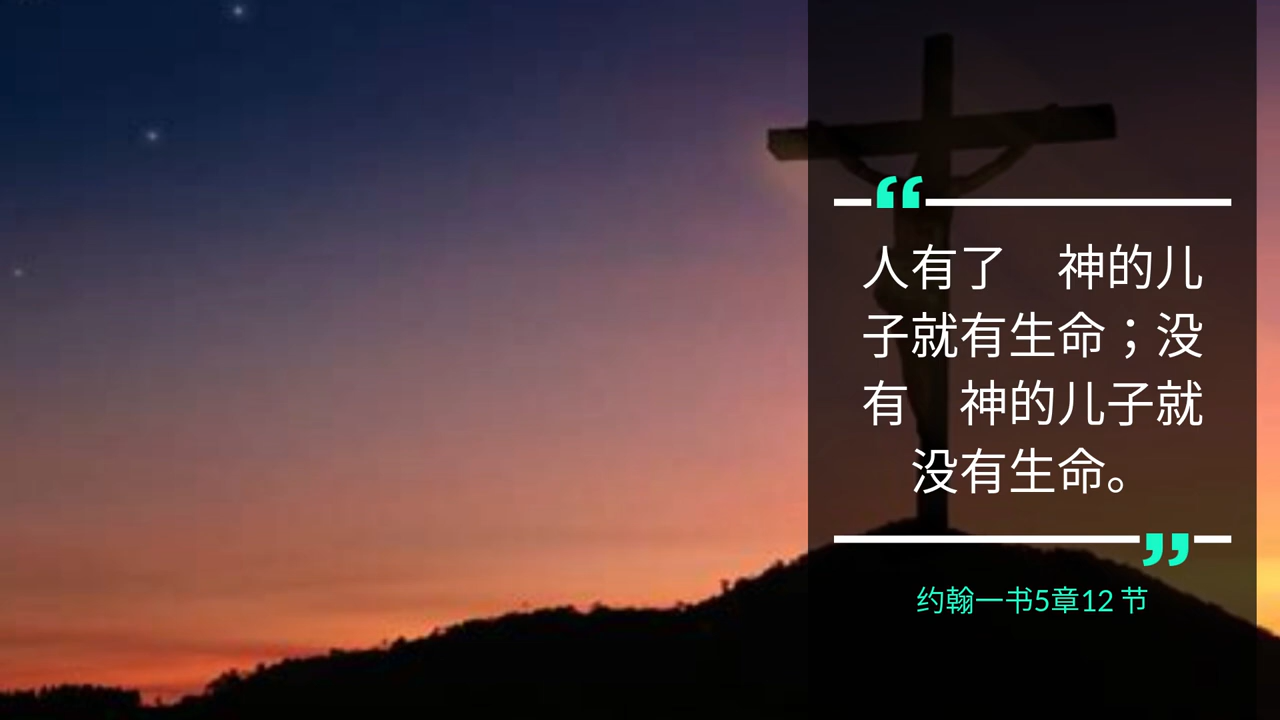 “
人有了　神的儿
子就有生命；没
有　神的儿子就
没有生命。
”
约翰一书5章12 节